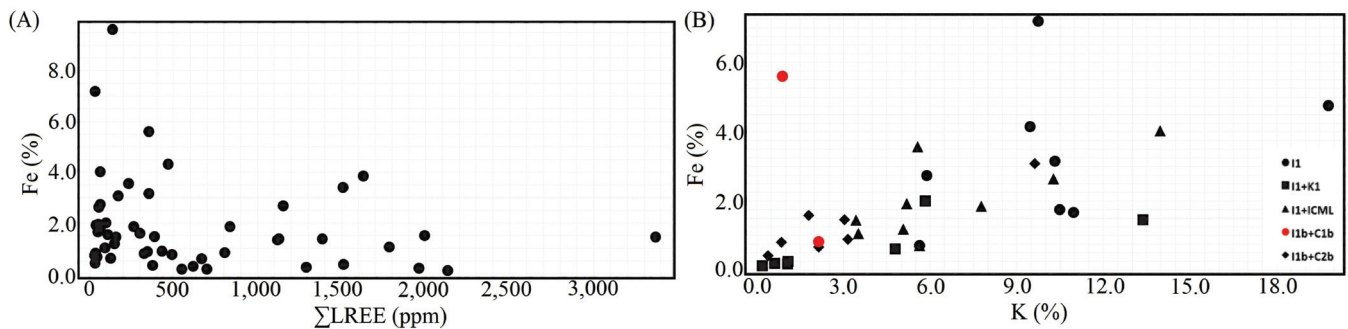 (A)
Fe (%)
8.0
6.0
4.0
2.0
0.0
0 500 1,000 1,500 2,000 2,500 3,000
∑LREE (ppm)
(B)
Fe (%)
6.0
4.0
2.0
0.0
0.0 3.0 6.0 9.0 12.0 15.0 18.0
K (%)
I1
I1+K1
I1+ICML
I1b+C1b
I1b+C2b